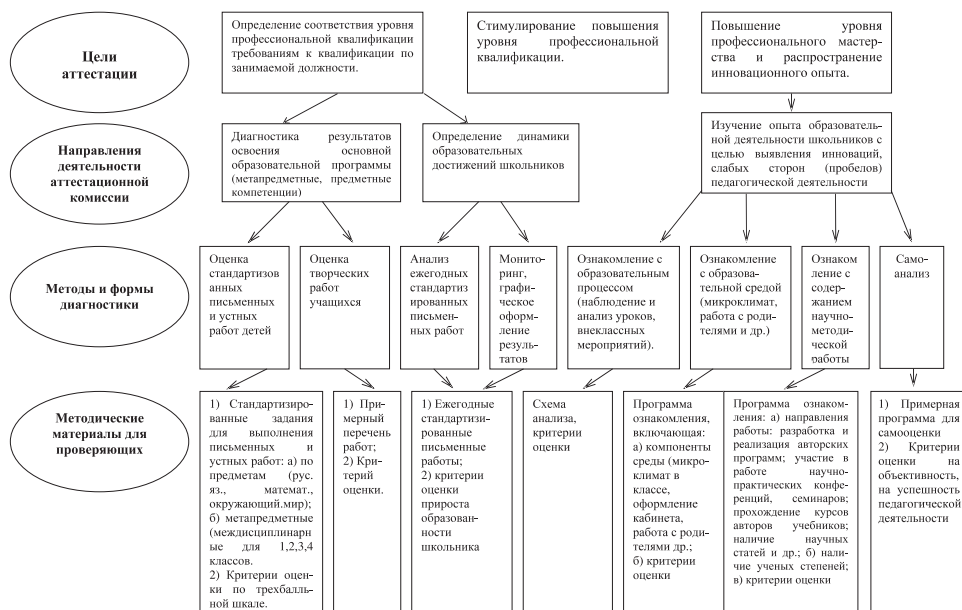 Цели
аттестации
Определение соответствия уровня
профессиональной квалификации
требованиям к квалификации по
занимаемой должности.
Стимулирование повышения
уровня профессиональной
квалификации.
Повышение уровня
профессионального мастер-
ства и распространение
инновационного опыта.
Направления
деятельности
аттестационной
комиссии
Диагностика результатов
освоения основной
образовательной программы
(метапредметные, предметные
компетенции)
Определение динамики
образовательных
достижений школьников
Изучение опыта образователь-
ной деятельности школьников с
целью выявления инноваций,
слабых сторон (пробелов)
педагогической деятельности
Методы и формы
диагностики
Оценка
стандартизов
анных
письменных
и устных
работ детей
Оценка
творческих
работ
учащихся
Анализ
ежегодных
стандарти-
зированных
письмен-
ных работ
Монито-
ринг,гра-
фическое
оформ-
ление
резуль-
татов
Ознакомление с
образовательным
процессом
(наблюдение и
анализ уроков,
внеклассных
мероприятий).
Ознакомление
с образова-
тельной средой
(микроклимат,
работа с роди-
телями и др.)
Ознаком-
ление с
содержа-
нием
научно-
методи-
ческой
работы
Само-
анализ
Методические
материалы для
проверяющих
1) Стандартизиро-
ванные задания
для выполнения
письменных и
устных работ: а) по
предметам (рус.
яз., математ.,
окружающий.мир);
б) метапредметные
(междисциплинар
ные для 1,2,3,4
классов.
2) Критерии оцен-
ки по трехбалль-
ной шкале.
1) При-
мерный
перечень
работ;
2) Кри-
терий
оценки.
1) Ежегодные
стандартизи-
рованные
письменные
работы;
2) критерии
оценки
прироста
образован-
ности
школьника
Схема
анализа,
критерии
оценки
Программа
ознакомления,
включающая:
а) компоненты
среды (микро-
климат в
классе,
оформление
кабинета,
работа с роди-
телями др.;
б) критерии
оценки
Программа ознаком-
ления: а) направления
работы: разработка и
реализация авторских
программ; участие в
работе научно-
практических конфе-
ренций, семинаров;
прохождение курсов
авторов учебников;
наличие научных
статей и др.; б) нали-
чие ученых степеней;
в) критерии оценки
1) Примерная
программа для
самооценки
2) Критерии
оценки на
объективность,
на успешность
педагогической
деятельности